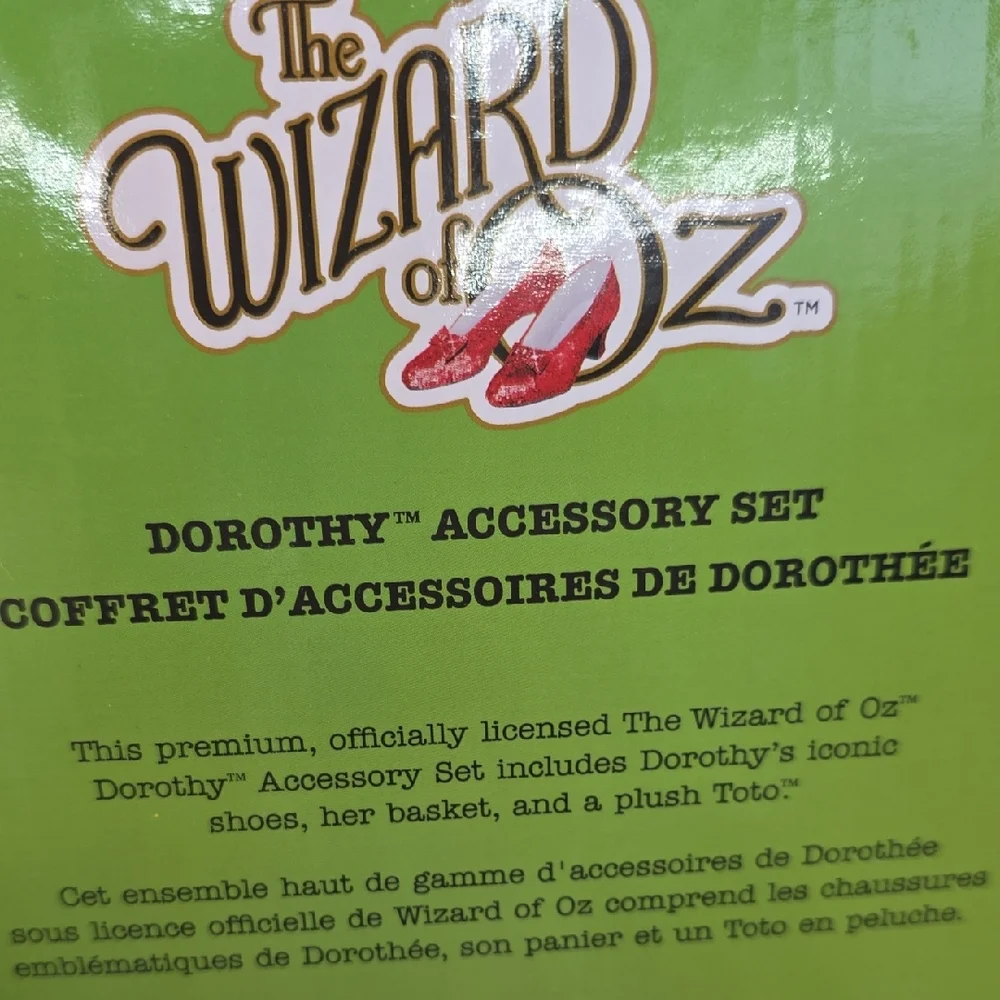 The
WIZARD
of OZ™
DOROTHY™ ACCESSORY SET
COFFRET D'ACCESSOIRES DE DOROTHÉE
This premium, officially licensed The Wizard of Oz™
Dorothy™ Accessory Set includes Dorothy's iconic
shoes, her basket, and a plush Toto.™
Cet ensemble haut de gamme d'accessoires de Dorothée
sous licence officielle de Wizard of Oz comprend les chaussures
emblématiques de Dorothée, son panier et un Toto en peluche.